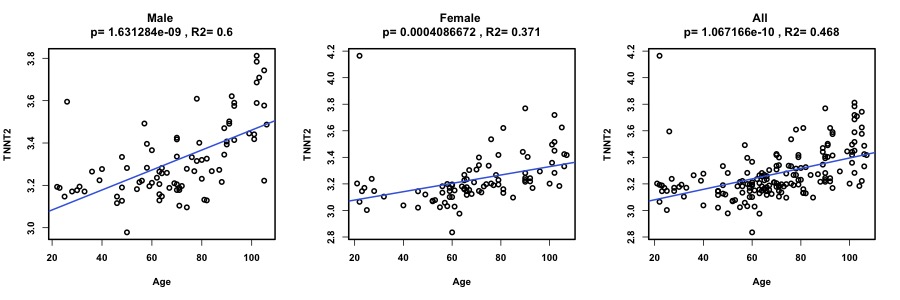 Male
p= 1.631284e-09 , R2= 0.6
TNNT2
3.8
3.6
3.4
3.2
3.0
20 40 60 80 100
Age
Female
p= 0.0004086672 , R2= 0.371
TNNT2
4.2
4.0
3.8
3.6
3.4
3.2
3.0
2.8
20 40 60 80 100
Age
All
p= 1.067166e-10 , R2= 0.468
TNNT2
4.2
4.0
3.8
3.6
3.4
3.2
3.0
2.8
20 40 60 80 100
Age